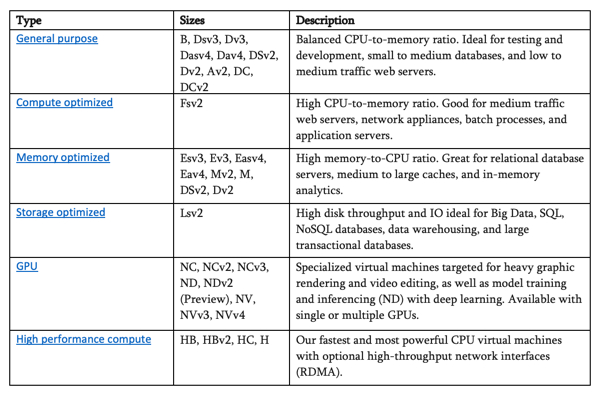 Type Sizes Description
General purpose
B, Dsv3, Dv3,
Dasv4, Dav4, DSv2,
Dv2, Av2, DC,
DCv2
Balanced CPU-to-memory ratio. Ideal for testing and
development, small to medium databases, and low to
medium traffic web servers.
Compute optimized
Fsv2
High CPU-to-memory ratio. Good for medium traffic
web servers, network appliances, batch processes, and
application servers.
Memory optimized
Esv3, Ev3, Easv4,
Eav4, Mv2, M,
DSv2, Dv2
High memory-to-CPU ratio. Great for relational database
servers, medium to large caches, and in-memory
analytics.
Storage optimized
Lsv2
High disk throughput and IO ideal for Big Data, SQL,
NoSQL databases, data warehousing, and large
transactional databases.
GPU
NC, NCv2, NCv3,
ND, NDv2
(Preview), NV,
NVv3, NVv4
Specialized virtual machines targeted for heavy graphic
rendering and video editing, as well as model training
and inferencing (ND) with deep learning. Available with
single or multiple GPUs.
High performance compute
HB, HBv2, HC, H
Our fastest and most powerful CPU virtual machines
with optional high-throughput network interfaces
(RDMA).